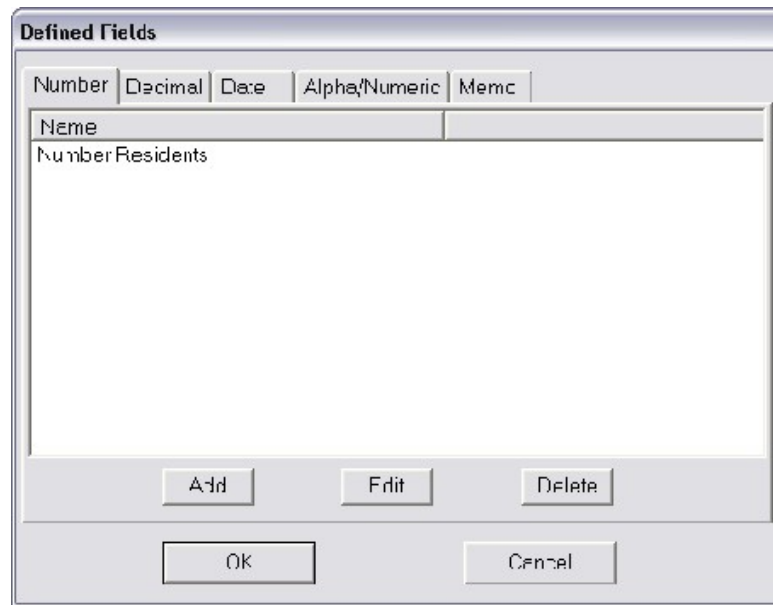 Defined Fields
Number Decimal Date Alpha/Numeric Memo
Name
Number Residents
Add Edit Delete
OK Cancel